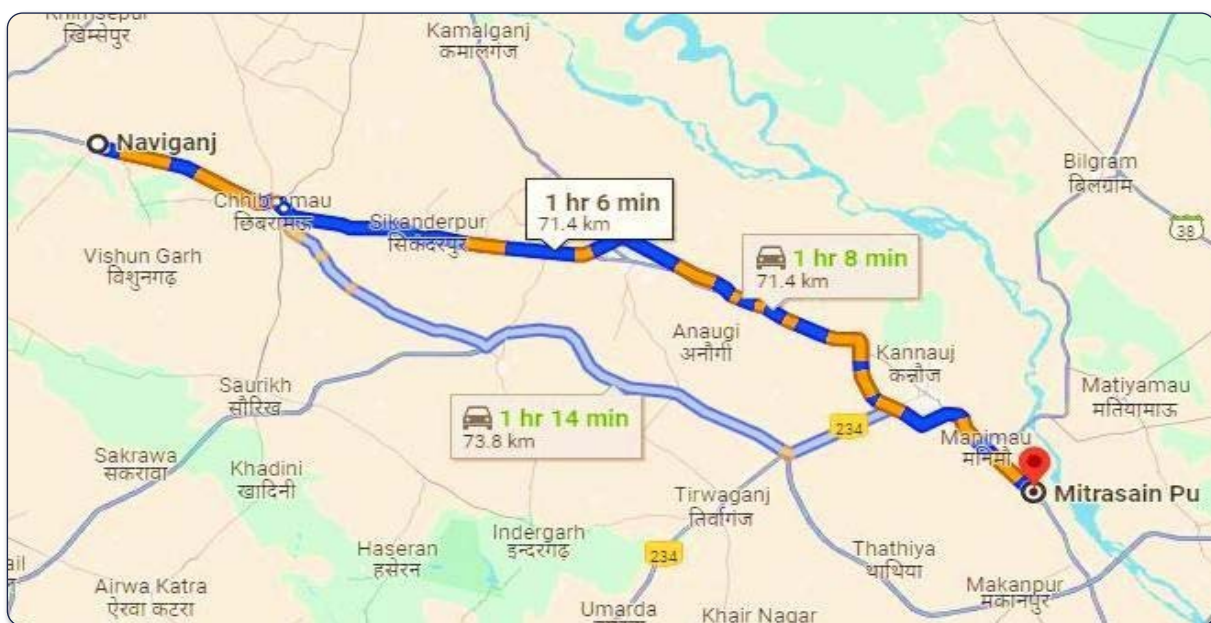 खिमसेपुर
Kamalganj
कमालगंज
Naviganj
Bilgram
बिलग्राम
1 hr 6 min
71.4 km
Chhibramau
छिबरामऊ
Sikanderpur
सिकंदरपुर
38
1 hr 8 min
71.4 km
Vishun Garh
विशुनगढ़
Anaugi
अनौगी
Kannauj
कन्नौज
Saurikh
सौरिख
Matiyamau
मतियामाऊ
1 hr 14 min
73.8 km
234
Manimau
मनिमौ
Sakrawa
सकरावा
Khadini
खादिनी
Mitrasain Pu
Tirwaganj
तिर्वागंज
Indergarh
इन्दरगढ़
Haseran
हसेरन
234
Thathiya
थाथिया
Makanpur
मकानपुर
ail
Airwa Katra
ऐरवा कटरा
Umarda
Khair Nagar